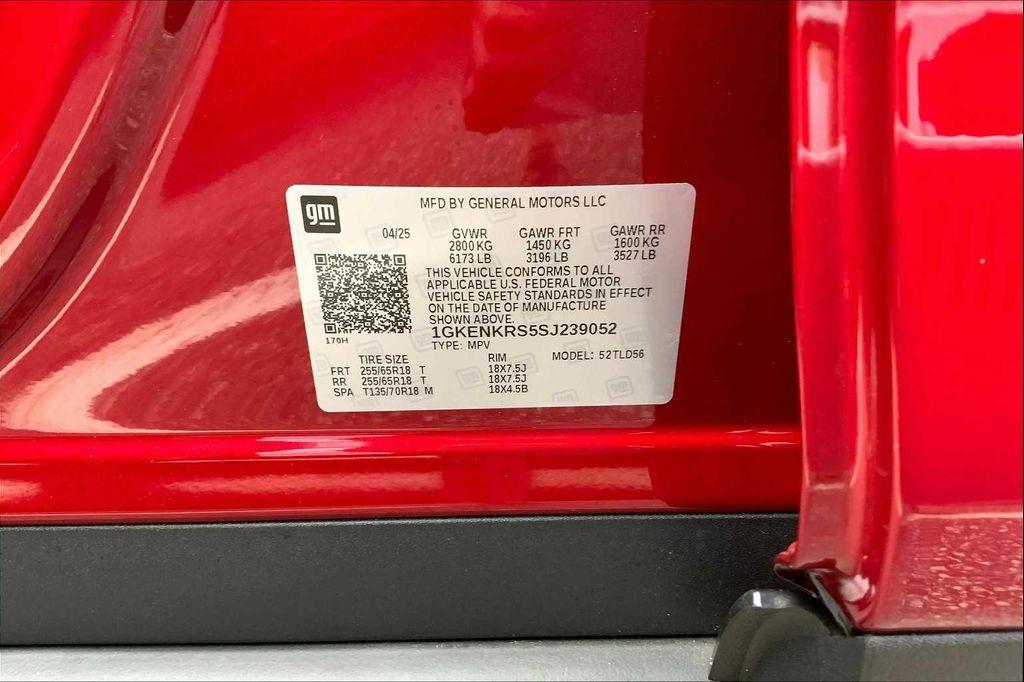 gm
MFD BY GENERAL MOTORS LLC
04/25 GVWR GAWR FRT GAWR RR
2800 KG 1450 KG 1600 KG
6173 LB 3196 LB 3527 LB
THIS VEHICLE CONFORMS TO ALL
APPLICABLE U.S. FEDERAL MOTOR
VEHICLE SAFETY STANDARDS IN EFFECT
ON THE DATE OF MANUFACTURE
SHOWN ABOVE.
1GKENKRS5SJ239052
170H
TYPE: MPV MODEL: 52TLD56
TIRE SIZE RIM
FRT 255/65R18 T 18X7.5J
RR 255/65R18 T 18X7.5J
SPA T135/70R18 M 18X4.5B